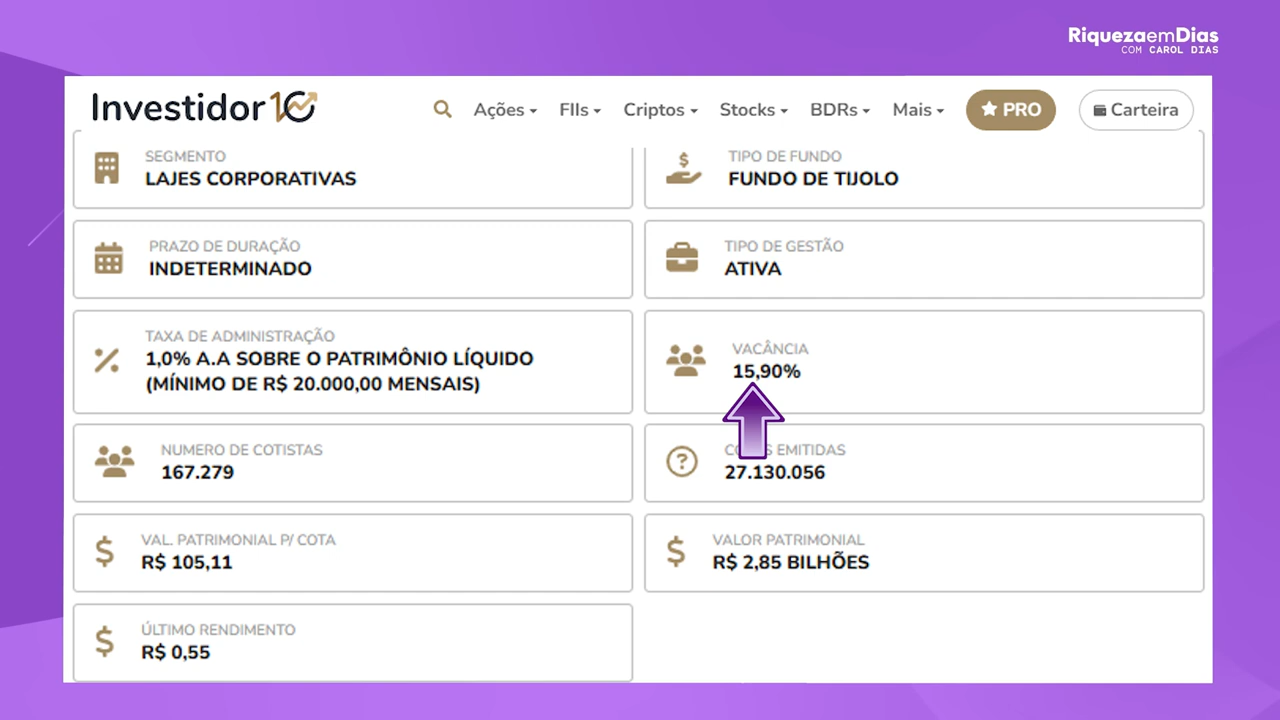 RiquezaemDias
COM CAROL DIAS
Investidor10
Ações
FIIs
Criptos
Stocks
BDRs
Mais
PRO
Carteira
SEGMENTO
LAJES CORPORATIVAS
TIPO DE FUNDO
FUNDO DE TIJOLO
PRAZO DE DURAÇÃO
INDETERMINADO
TIPO DE GESTÃO
ATIVA
TAXA DE ADMINISTRAÇÃO
1,0% A.A SOBRE O PATRIMÔNIO LÍQUIDO
(MÍNIMO DE R$ 20.000,00 MENSAIS)
VACÂNCIA
15,90%
NUMERO DE COTISTAS
167.279
EMITIDAS
27.130.056
VAL. PATRIMONIAL P/ COTA
R$ 105,11
VALOR PATRIMONIAL
R$ 2,85 BILHÕES
ÚLTIMO RENDIMENTO
R$ 0,55